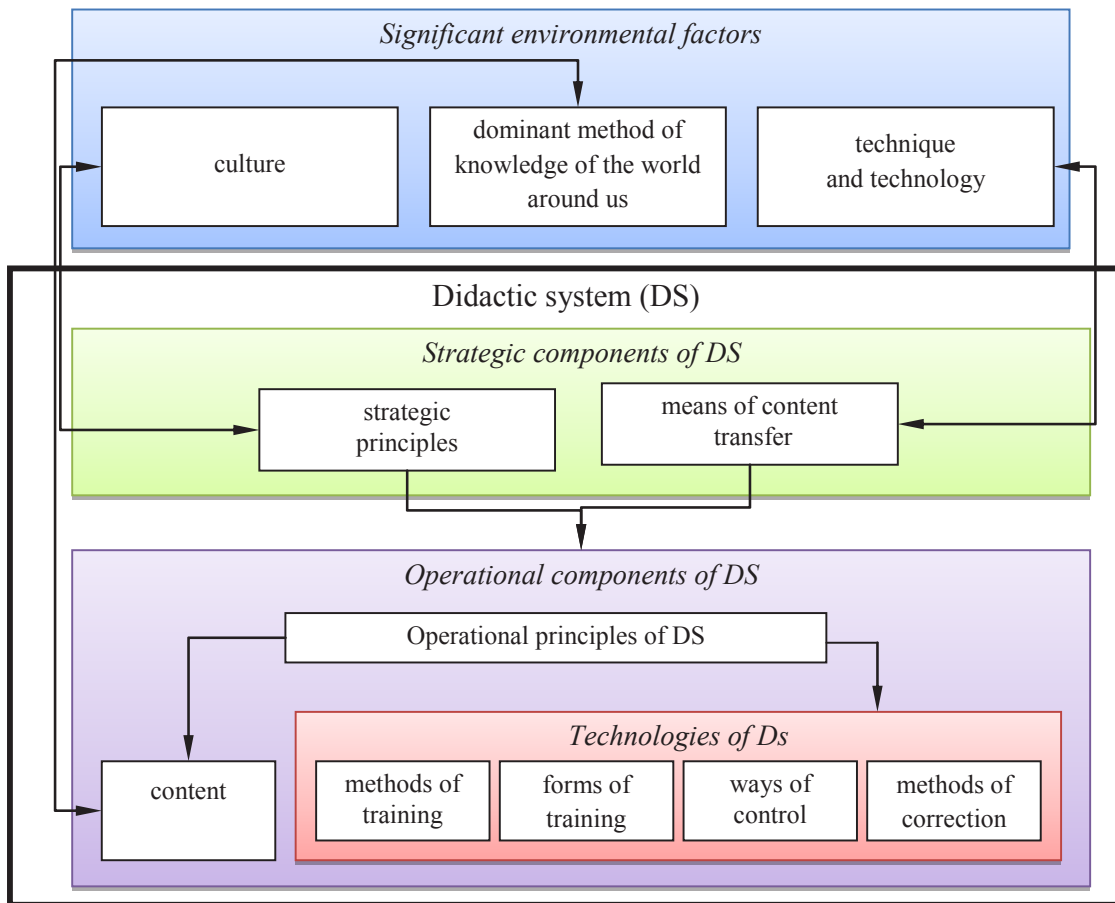 Significant environmental factors
culture
dominant method of
knowledge of the world
around us
technique
and technology
Didactic system (DS)
Strategic components of DS
strategic
principles
means of content
transfer
Operational components of DS
Operational principles of DS
content
Technologies of Ds
methods of
training
forms of
training
ways of
control
methods of
correction